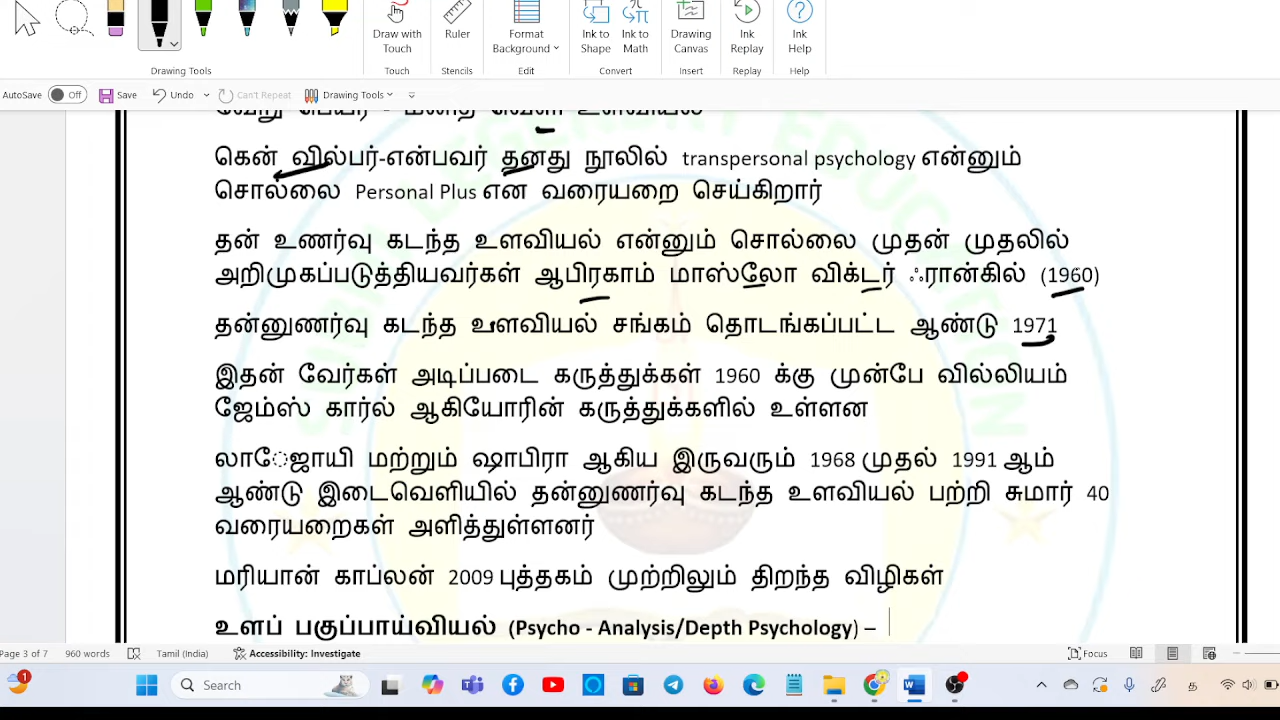 Draw with Touch
Ruler
Format Background
Ink to Shape
Ink to Math
Drawing Canvas
Ink Replay
Ink Help
Drawing Tools
Touch
Stencils
Edit
Convert
Insert
Replay
Help
AutoSave Off Save Undo Can't Repeat Drawing Tools
வேறு பெயர் - மனித வெளி உளவியல்
கென் வில்பர்-என்பவர் தனது நூலில் transpersonal psychology என்னும்
சொல்லை Personal Plus என வரையறை செய்கிறார்
தன் உணர்வு கடந்த உளவியல் என்னும் சொல்லை முதன் முதலில்
அறிமுகப்படுத்தியவர்கள் ஆபிரகாம் மாஸ்லோ விக்டர் ஃரான்கில் (1960)
தன்னுணர்வு கடந்த உளவியல் சங்கம் தொடங்கப்பட்ட ஆண்டு 1971
இதன் வேர்கள் அடிப்படை கருத்துக்கள் 1960 க்கு முன்பே வில்லியம்
ஜேம்ஸ் கார்ல் ஆகியோரின் கருத்துக்களில் உள்ளன
லாேஜாயி மற்றும் ஷாபிரா ஆகிய இருவரும் 1968 முதல் 1991 ஆம்
ஆண்டு இடைவெளியில் தன்னுணர்வு கடந்த உளவியல் பற்றி சுமார் 40
வரையறைகள் அளித்துள்ளனர்
மரியான் காப்லன் 2009 புத்தகம் முற்றிலும் திறந்த விழிகள்
உளப் பகுப்பாய்வியல் (Psycho - Analysis/Depth Psychology) –
Page 3 of 7 960 words Tamil (India) Accessibility: Investigate Focus
Search